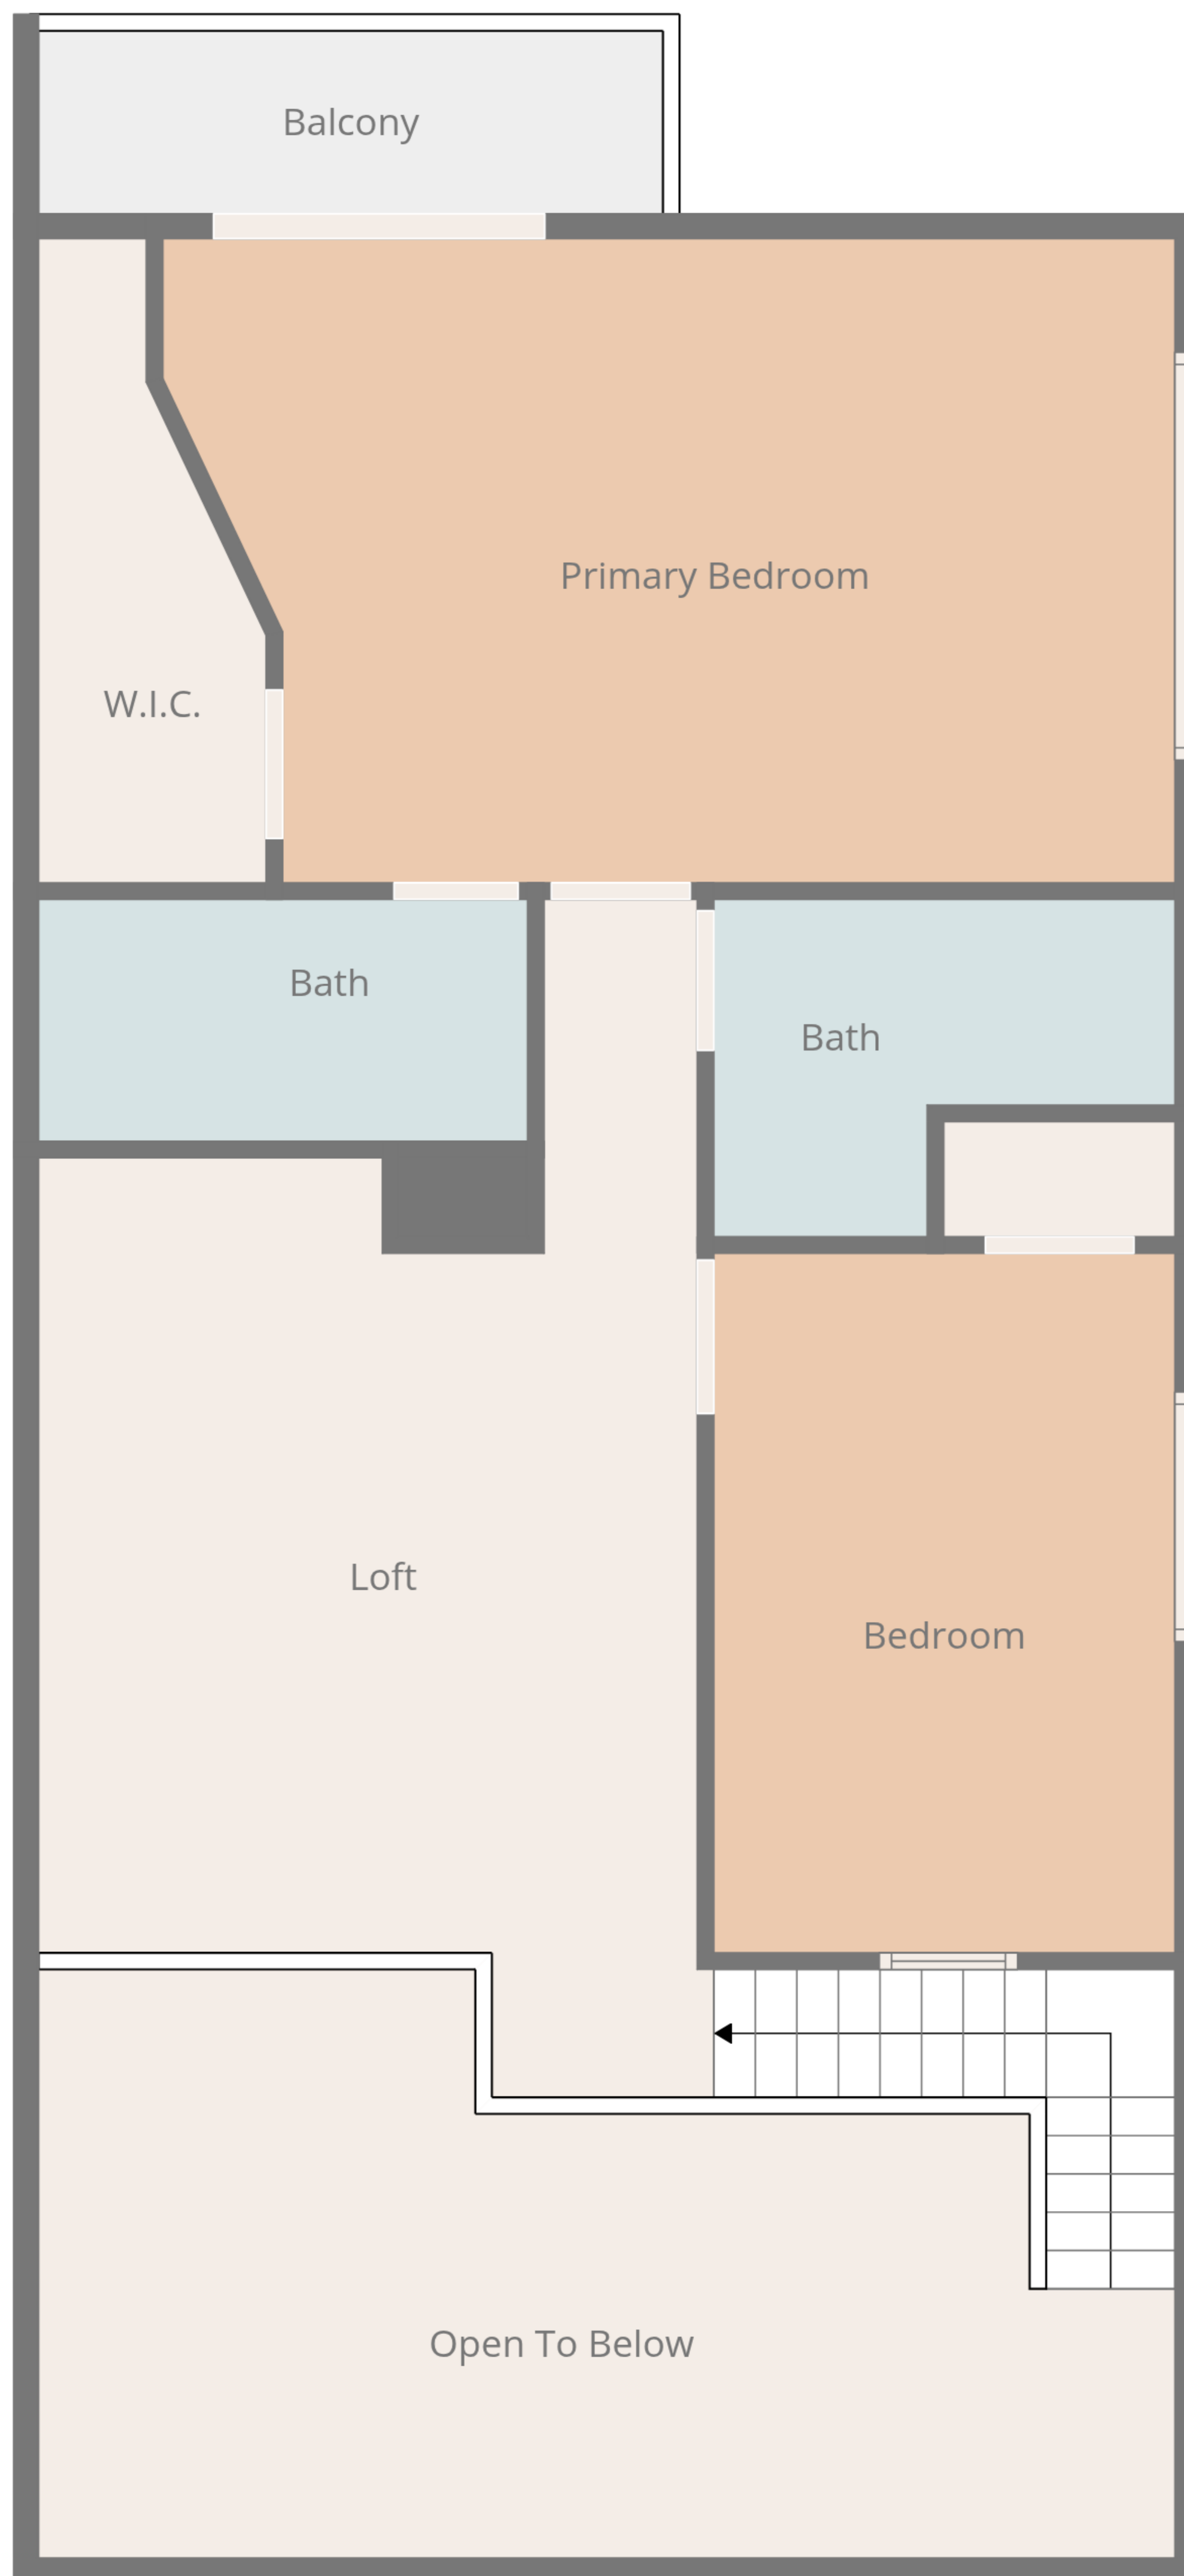 Balcony
Primary Bedroom
W.I.C.
Bath
Bath
Loft
Bedroom
Open To Below